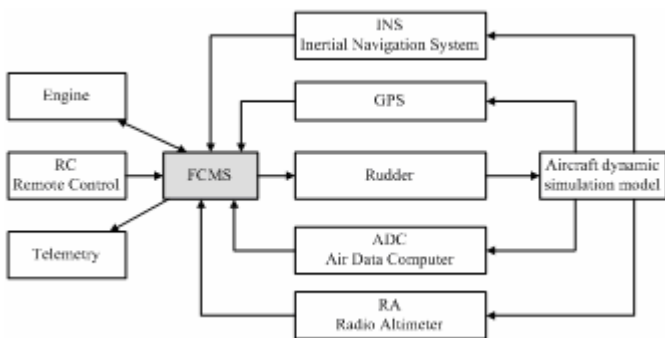 INS
Inertial Navigation System
Engine
GPS
RC
Remote Control
FCMS
Rudder
Aircraft dynamic
simulation model
Telemetry
ADC
Air Data Computer
RA
Radio Altimeter